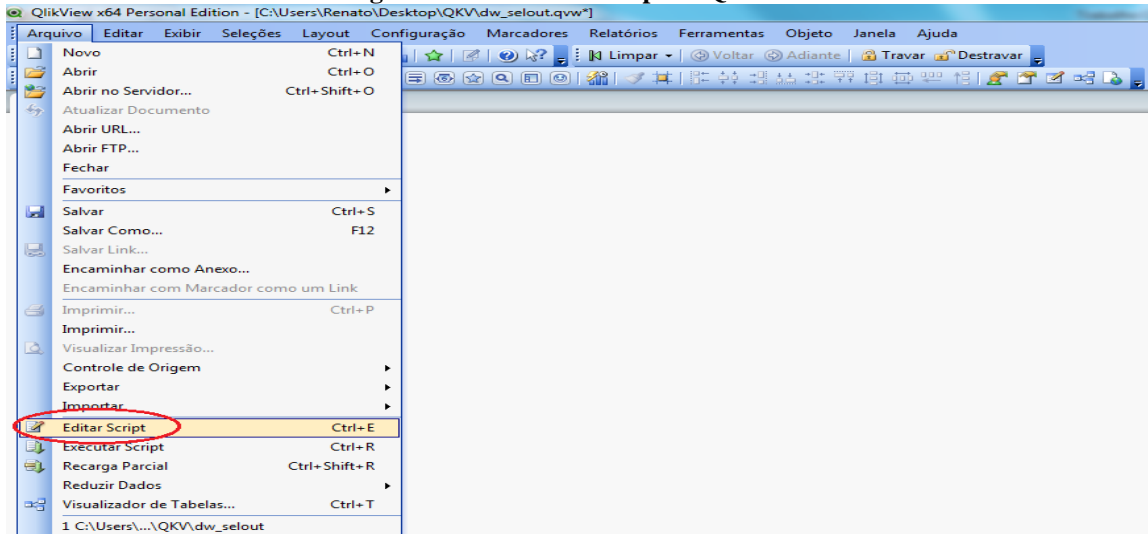 QlikView x64 Personal Edition - [C:\Users\Renato\Desktop\QKV\dw_selout.qvw*]
Arquivo Editar Exibir Seleções Layout Configuração Marcadores Relatórios Ferramentas Objeto Janela Ajuda
Limpar Voltar Adiante Travar Destravar
Novo Ctrl+N
Abrir Ctrl+O
Abrir no Servidor... Ctrl+Shift+O
Atualizar Documento
Abrir URL...
Abrir FTP...
Fechar
Favoritos
Salvar Ctrl+S
Salvar Como... F12
Salvar Link...
Encaminhar como Anexo...
Encaminhar com Marcador como um Link
Imprimir... Ctrl+P
Imprimir...
Visualizar Impressão...
Controle de Origem
Exportar
Importar
Editar Script Ctrl+E
Executar Script Ctrl+R
Recarga Parcial Ctrl+Shift+R
Reduzir Dados
Visualizador de Tabelas... Ctrl+T
1 C:\Users\...\QKV\dw_selout